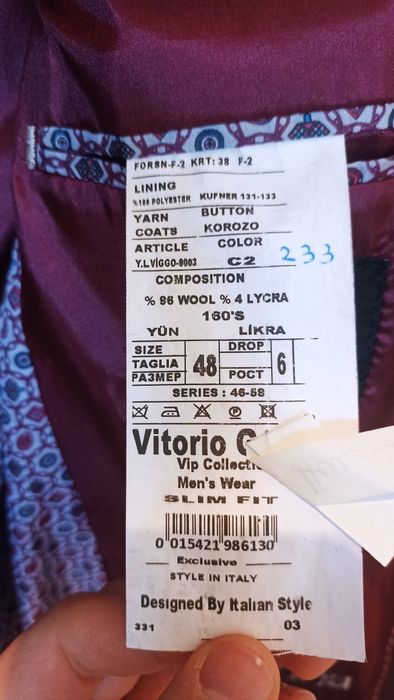 FORSN-F-2 KRT: 38 F-2
LINING
%100 POLYESTER KUFNER 131-133
YARN BUTTON
COATS KOROZO
ARTICLE COLOR
Y.L.VİGGO-9003 C2 233
COMPOSITION
% 96 WOOL % 4 LYCRA
160'S
YÜN LİKRA
SIZE DROP
TAGLIA 48 6
РАЗМЕР РОСТ
SERIES : 46-58
Vitorio
Vip
Men's Wear
SLIM FIT
0 015421 986130
Exclusive
STYLE IN ITALY
Designed By Italian Style
331 03